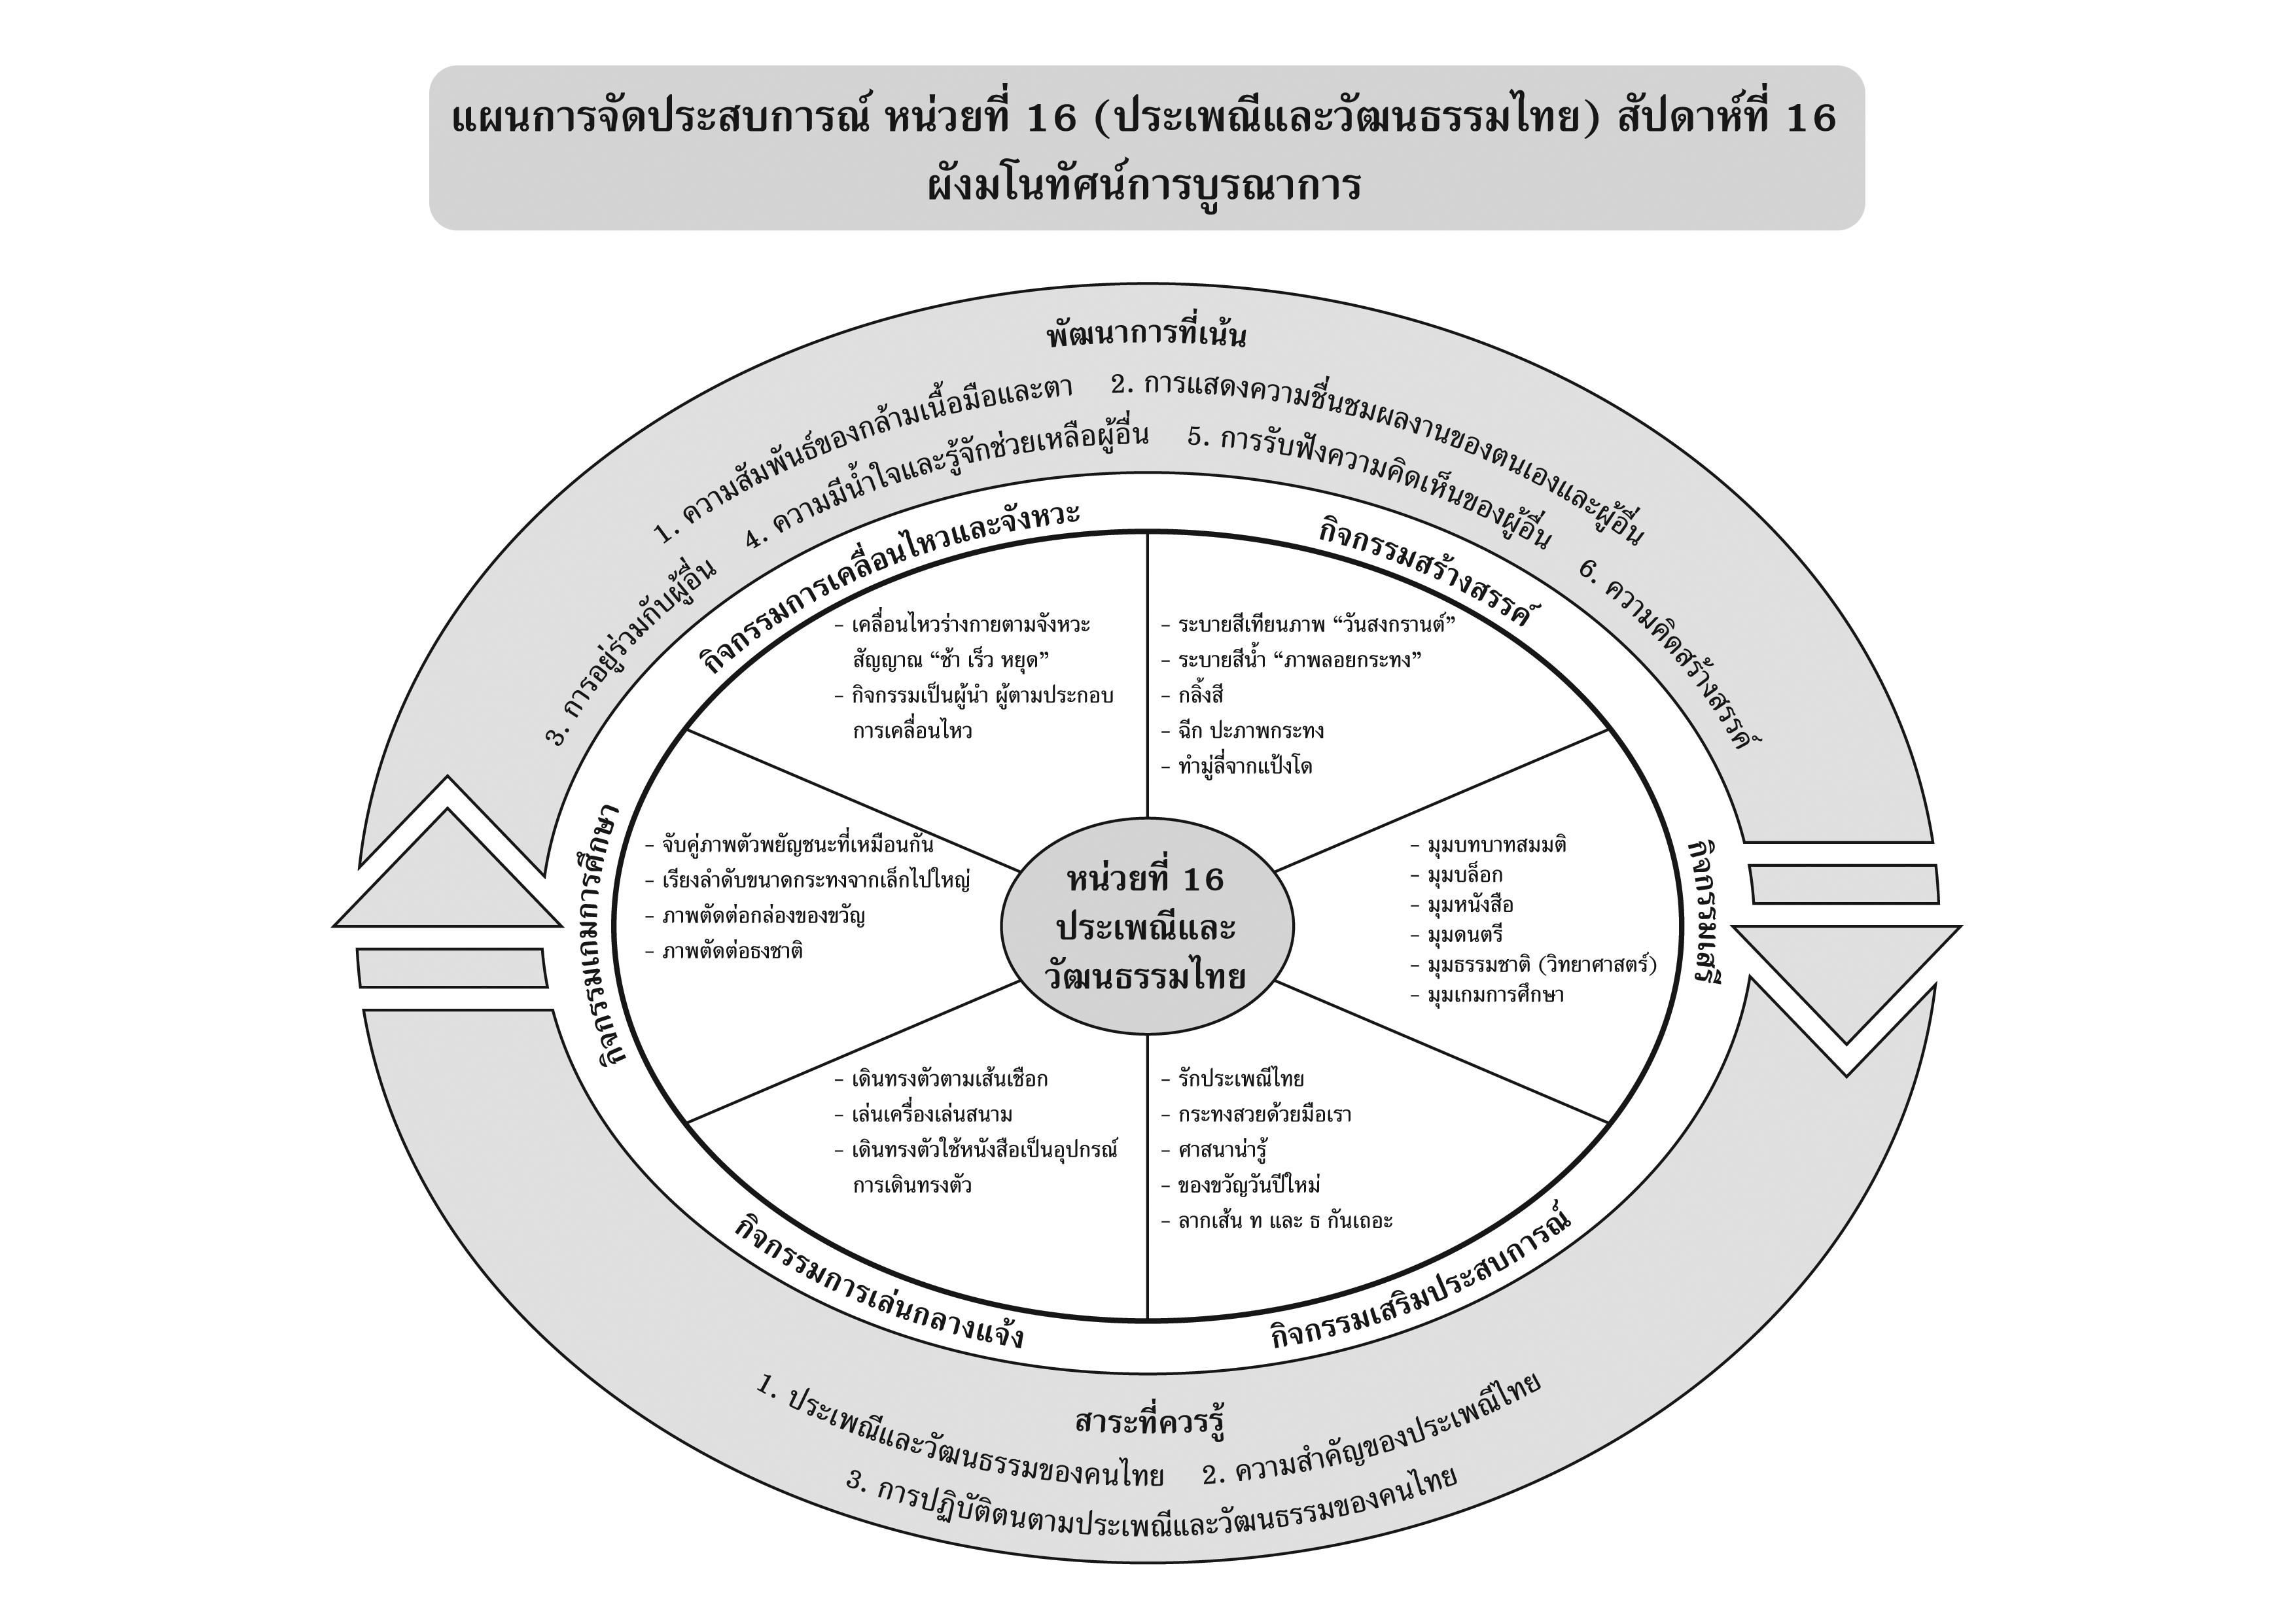 แผนการจัดประสบการณ์ หน่วยที่ 16 (ประเพณีและวัฒนธรรมไทย) สัปดาห์ที่ 16
ผังมโนทัศน์การบูรณาการ
พัฒนาการที่เน้น
1. ความสัมพันธ์ของกล้ามเนื้อมือและตา 2. การแสดงความชื่นชมผลงานของตนเองและผู้อื่น
3. การอยู่ร่วมกับผู้อื่น 4. ความมีน้ำใจและรู้จักช่วยเหลือผู้อื่น 5. การรับฟังความคิดเห็นของผู้อื่น 6. ความคิดสร้างสรรค์
กิจกรรมการเคลื่อนไหวและจังหวะ
- เคลื่อนไหวร่างกายตามจังหวะ
สัญญาณ “ช้า เร็ว หยุด”
- กิจกรรมเป็นผู้นำ ผู้ตามประกอบ
การเคลื่อนไหว
กิจกรรมสร้างสรรค์
- ระบายสีเทียนภาพ “วันสงกรานต์”
- ระบายสีน้ำ “ภาพลอยกระทง”
- กลิ้งสี
- ฉีก ปะภาพกระทง
- ทำมู่ลี่จากแป้งโด
กิจกรรมเกมการศึกษา
- จับคู่ภาพตัวพยัญชนะที่เหมือนกัน
- เรียงลำดับขนาดกระทงจากเล็กไปใหญ่
- ภาพตัดต่อกล่องของขวัญ
- ภาพตัดต่อธงชาติ
หน่วยที่ 16
ประเพณีและ
วัฒนธรรมไทย
กิจกรรมเสรี
- มุมบทบาทสมมติ
- มุมบล็อก
- มุมหนังสือ
- มุมดนตรี
- มุมธรรมชาติ (วิทยาศาสตร์)
- มุมเกมการศึกษา
- เดินทรงตัวตามเส้นเชือก
- เล่นเครื่องเล่นสนาม
- เดินทรงตัวใช้หนังสือเป็นอุปกรณ์
การเดินทรงตัว
กิจกรรมการเล่นกลางแจ้ง
- รักประเพณีไทย
- กระทงสวยด้วยมือเรา
- ศาสนาน่ารู้
- ของขวัญวันปีใหม่
- ลากเส้น ท และ ธ กันเถอะ
กิจกรรมเสริมประสบการณ์
สาระที่ควรรู้
1. ประเพณีและวัฒนธรรมของคนไทย 2. ความสำคัญของประเพณีไทย
3. การปฏิบัติตนตามประเพณีและวัฒนธรรมของคนไทย